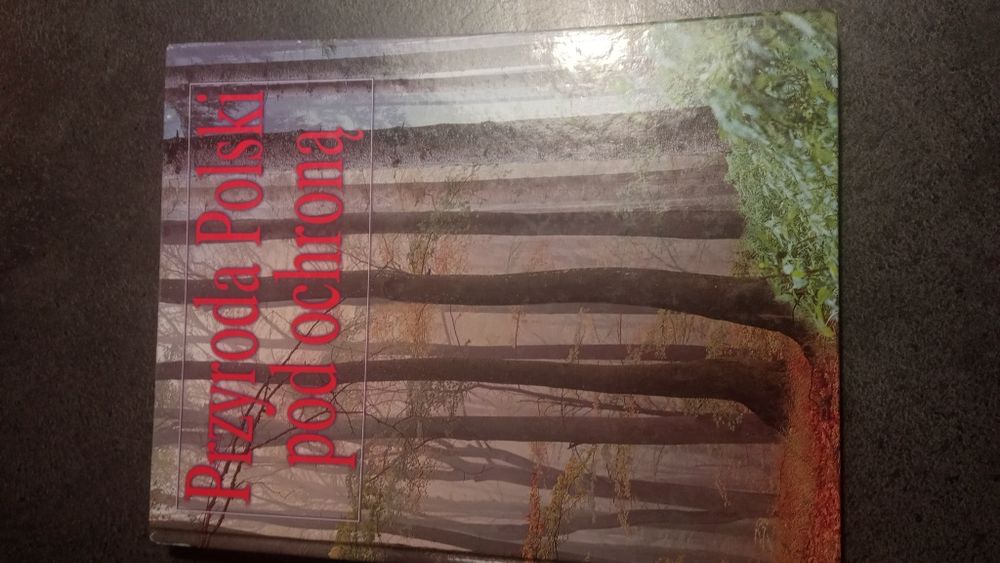 Przyroda Polski
pod ochroną